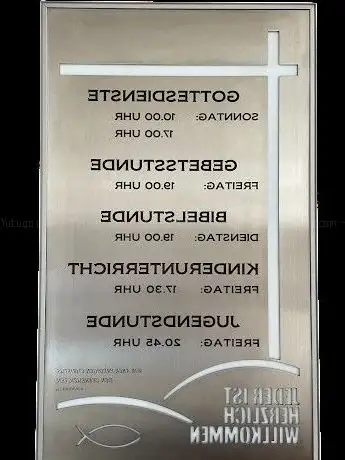 GOTTESDIENSTE
SONNTAG: 10.00 UHR
17.00 UHR
GEBETSSTUNDE
FREITAG: 19.00 UHR
BIBELSTUNDE
DIENSTAG: 19.00 UHR
KINDERUNTERRICHT
FREITAG: 17.30 UHR
JUGENDSTUNDE
FREITAG: 20.45 UHR
JEDER IST
HERZLICH
WILLKOMMEN